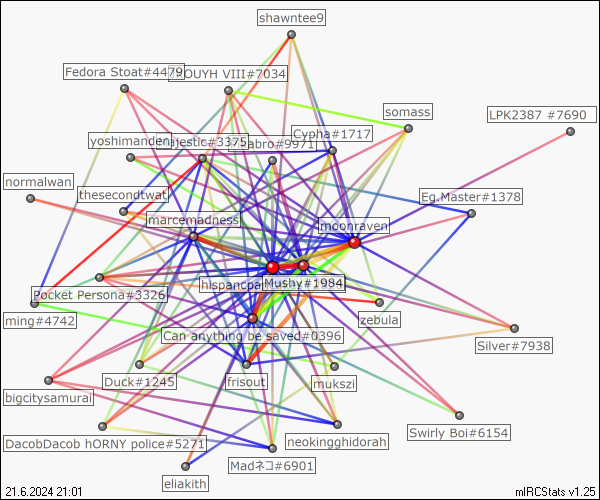 shawntee9
Fedora Stoat#4479
OUYH VIII#7034
somass
LPK2387 #7690
Cypha#1717
yoshimanden
ajestic#3375
abro#9971
normalwan
thesecondtwat
Eg.Master#1378
marcemadness
moonraven
hispancpa
Mushy#1984
Pocket Persona#3326
ming#4742
zebula
Can anything be saved#0396
Silver#7938
Duck#1245
frisout
mukszi
bigcitysamurai
Swirly Boi#6154
DacobDacob hORNY police#5271
neokingghidorah
Madネコ#6901
eliakith
21.6.2024 21:01
mIRCStats v1.25